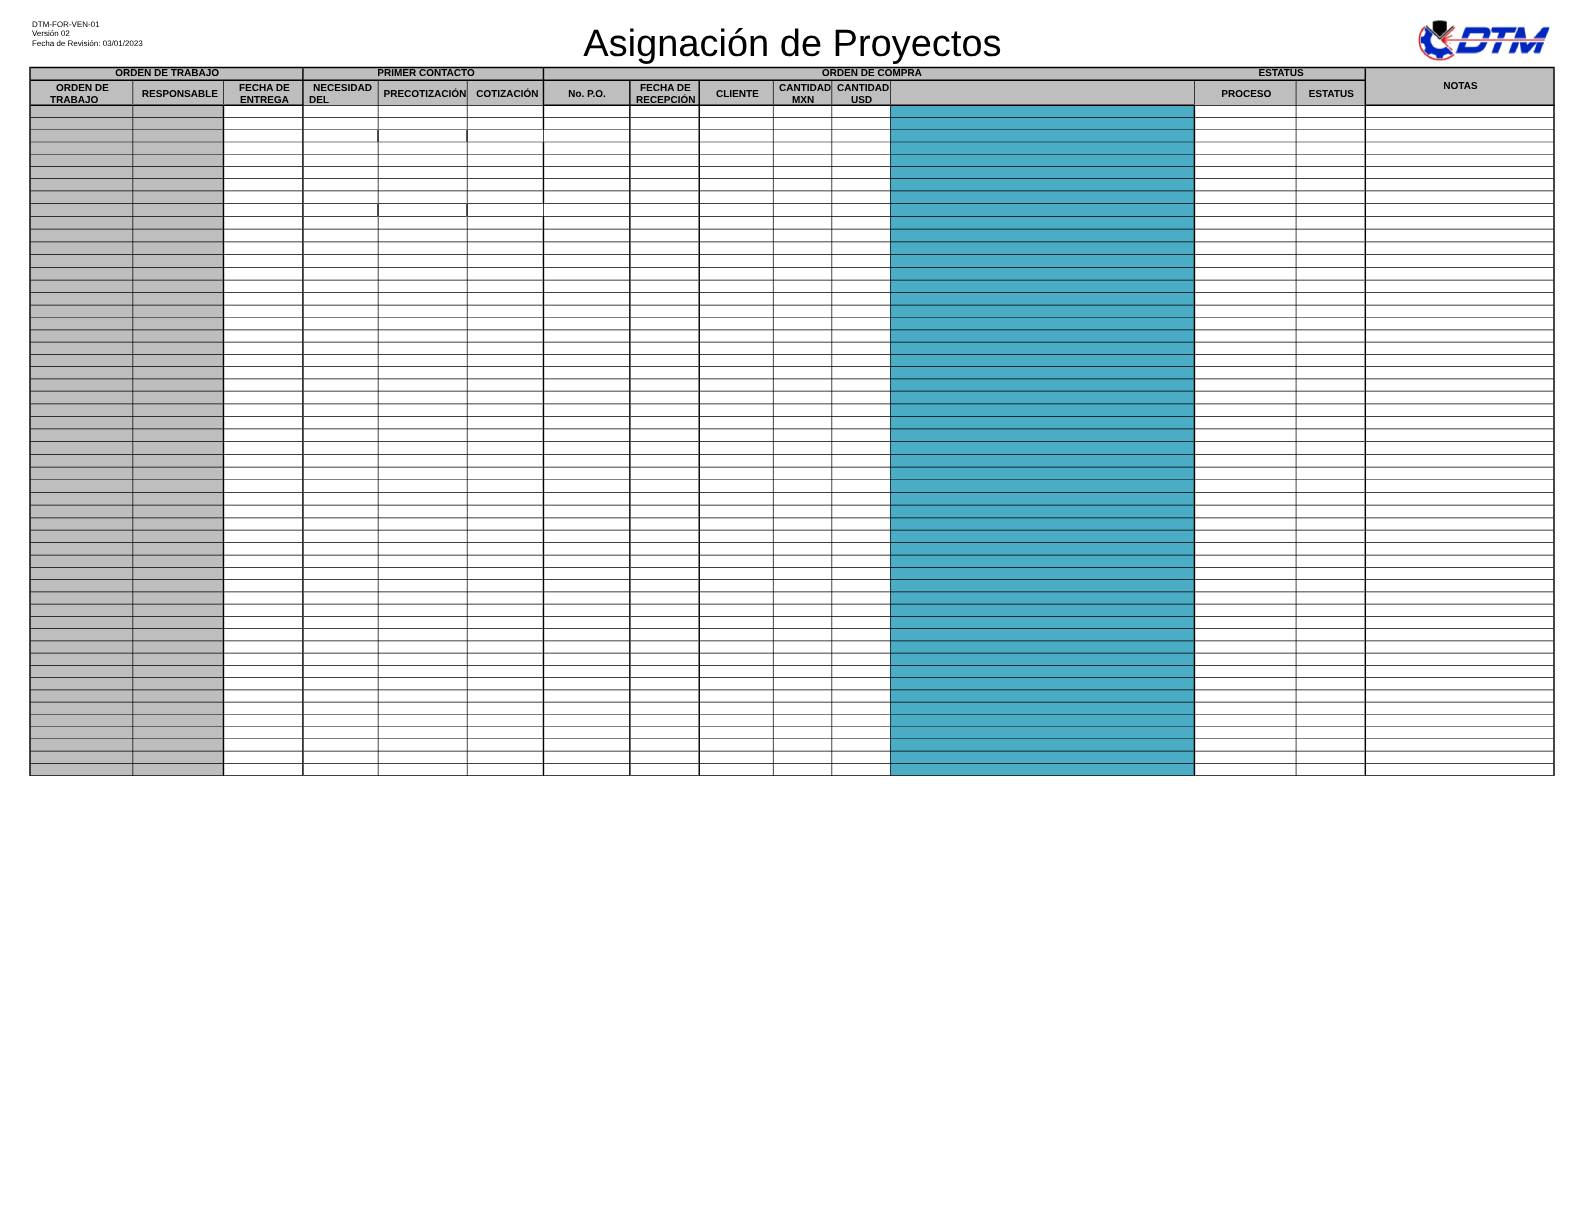 DTM-FOR-VEN-01
Versión 02
Fecha de Revisión: 03/01/2023
Asignación de Proyectos
DTM
ORDEN DE TRABAJO PRIMER CONTACTO ORDEN DE COMPRA ESTATUS
NOTAS
ORDEN DE
TRABAJO
RESPONSABLE
FECHA DE
ENTREGA
NECESIDAD
DEL
PRECOTIZACIÓN
COTIZACIÓN
No. P.O.
FECHA DE
RECEPCIÓN
CLIENTE
CANTIDAD
MXN
CANTIDAD
USD
PROCESO
ESTATUS